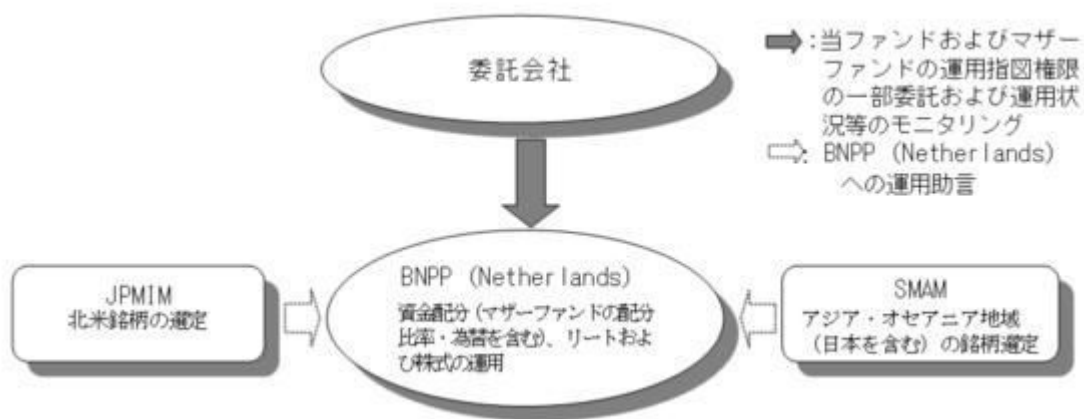 委託会社
:当ファンドおよびマザー
ファンドの運用指図権限
の一部委託および運用状
況等のモニタリング
: BNPP (Netherlands)
への運用助言
JPMIM
北米銘柄の選定
BNPP (Netherlands)
資金配分(マザーファンドの配分
比率・為替を含む)、リートおよ
び株式の運用
SMAM
アジア・オセアニア地域
(日本を含む)の銘柄選定